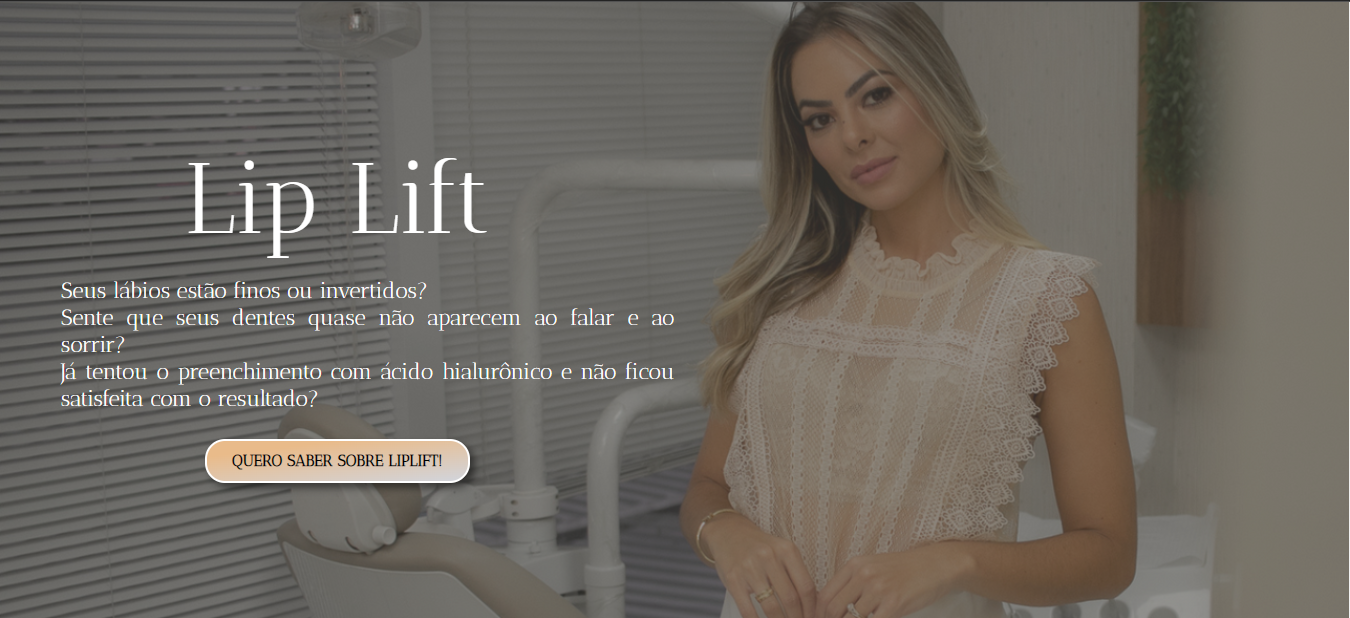 Lip Lift
Seus lábios estão finos ou invertidos?
Sente que seus dentes quase não aparecem ao falar e ao
sorrir?
Já tentou o preenchimento com ácido hialurônico e não ficou
satisfeita com o resultado?
QUERO SABER SOBRE LIPLIFT!